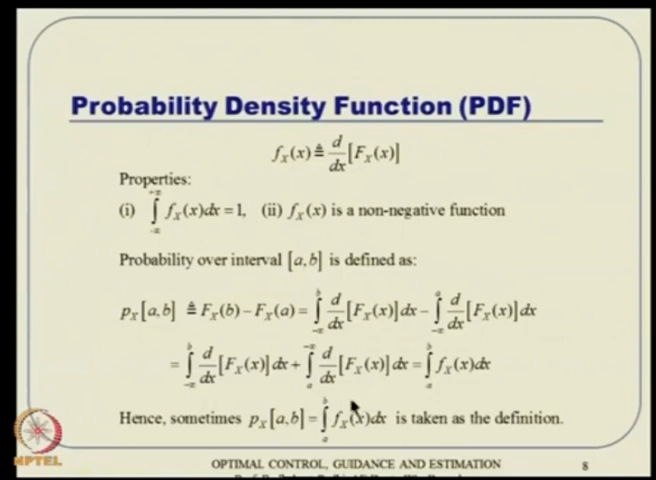 Probability Density Function (PDF)
f_X(x) ≜ d/dx [F_X(x)]
Properties:
(i) ∫_{-∞}^{+∞} f_X(x)dx = 1, (ii) f_X(x) is a non-negative function
Probability over interval [a,b] is defined as:
p_X[a,b] ≜ F_X(b) − F_X(a) = ∫_{-∞}^{b} d/dx [F_X(x)]dx − ∫_{-∞}^{a} d/dx [F_X(x)]dx
= ∫_{-∞}^{b} d/dx [F_X(x)]dx + ∫_{a}^{-∞} d/dx [F_X(x)]dx = ∫_{a}^{b} f_X(x)dx
Hence, sometimes p_X[a,b] = ∫_{a}^{b} f_X(x)dx is taken as the definition.
NPTEL
OPTIMAL CONTROL, GUIDANCE AND ESTIMATION 8